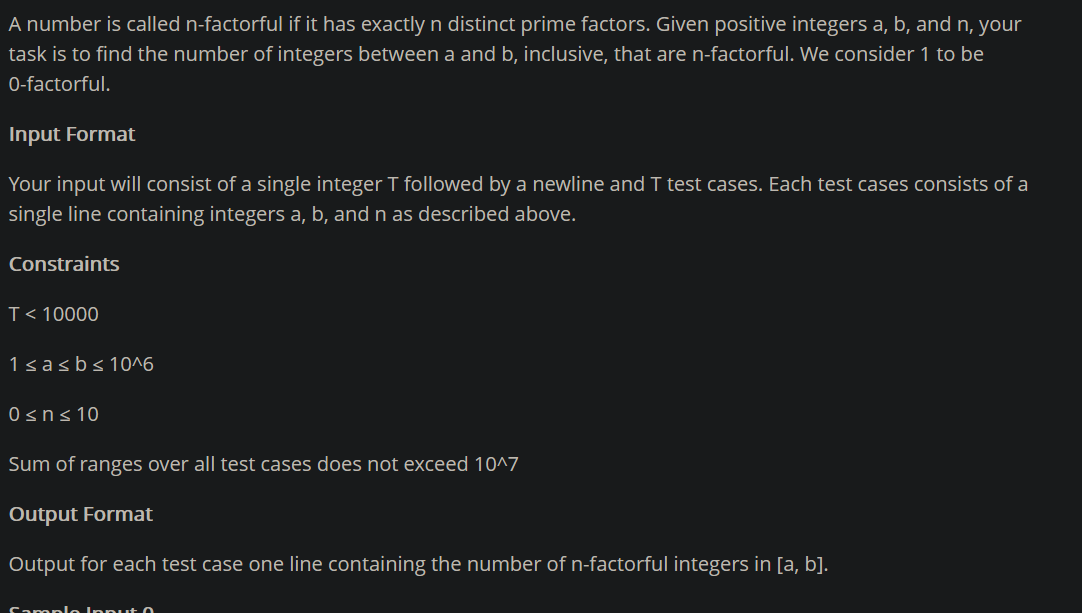 A number is called n-factorful if it has exactly n distinct prime factors. Given positive integers a, b, and n, your
task is to find the number of integers between a and b, inclusive, that are n-factorful. We consider 1 to be
0-factorful.
Input Format
Your input will consist of a single integer T followed by a newline and T test cases. Each test cases consists of a
single line containing integers a, b, and n as described above.
Constraints
T < 10000
1 ≤ a ≤ b ≤ 10^6
0 ≤ n ≤ 10
Sum of ranges over all test cases does not exceed 10^7
Output Format
Output for each test case one line containing the number of n-factorful integers in [a, b].
Sample Input 0